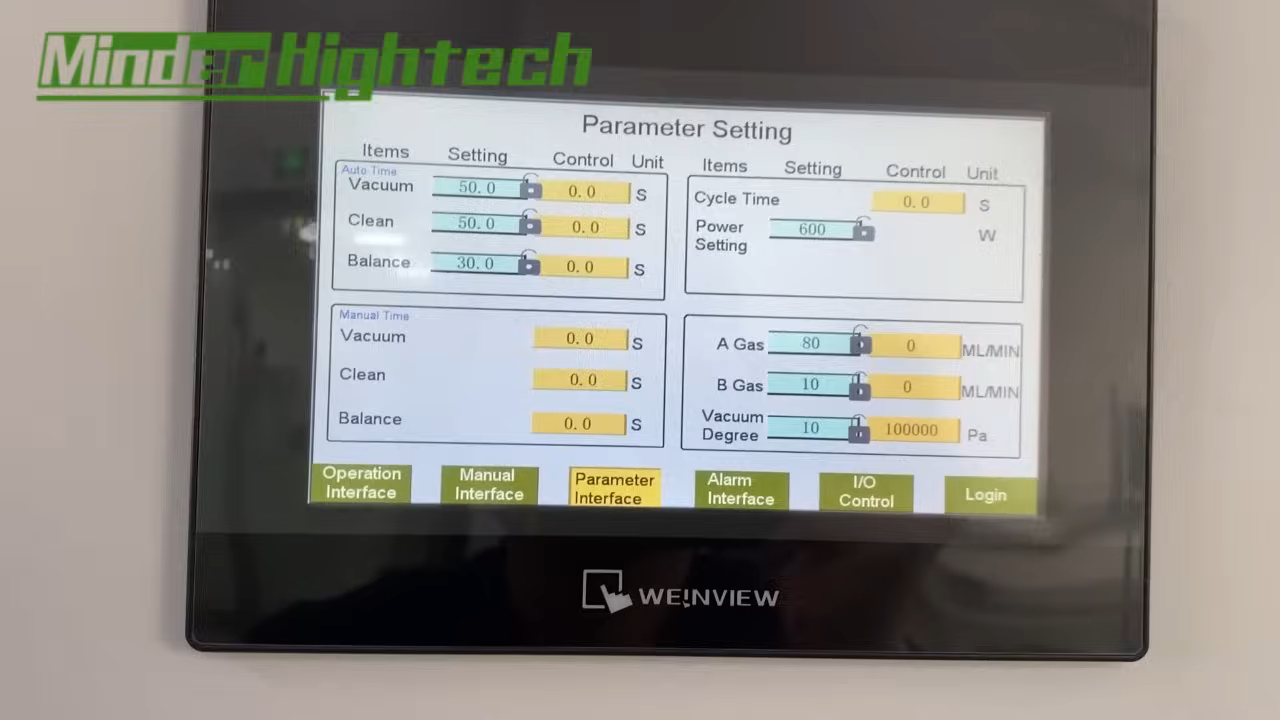 Minder Hightech
Parameter Setting
Items Setting Control Unit
Auto Time
Vacuum 50.0 0.0 S
Clean 50.0 0.0 S
Balance 30.0 0.0 S
Manual Time
Vacuum 0.0 S
Clean 0.0 S
Balance 0.0 S
Items Setting Control Unit
Cycle Time 0.0 S
Power
Setting 600 W
A Gas 80 0 ML/MIN
B Gas 10 0 ML/MIN
Vacuum
Degree 10 100000 Pa
Operation
Interface
Manual
Interface
Parameter
Interface
Alarm
Interface
I/O
Control
Login
WEINVIEW